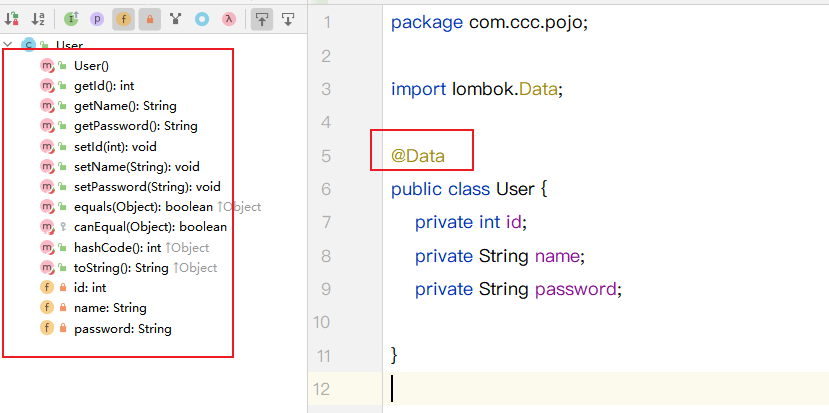 User
User()
getId(): int
getName(): String
getPassword(): String
setId(int): void
setName(String): void
setPassword(String): void
equals(Object): boolean ↑Object
canEqual(Object): boolean
hashCode(): int ↑Object
toString(): String ↑Object
id: int
name: String
password: String
1 package com.ccc.pojo;
2
3 import lombok.Data;
4
5 @Data
6 public class User {
7 private int id;
8 private String name;
9 private String password;
10
11 }
12